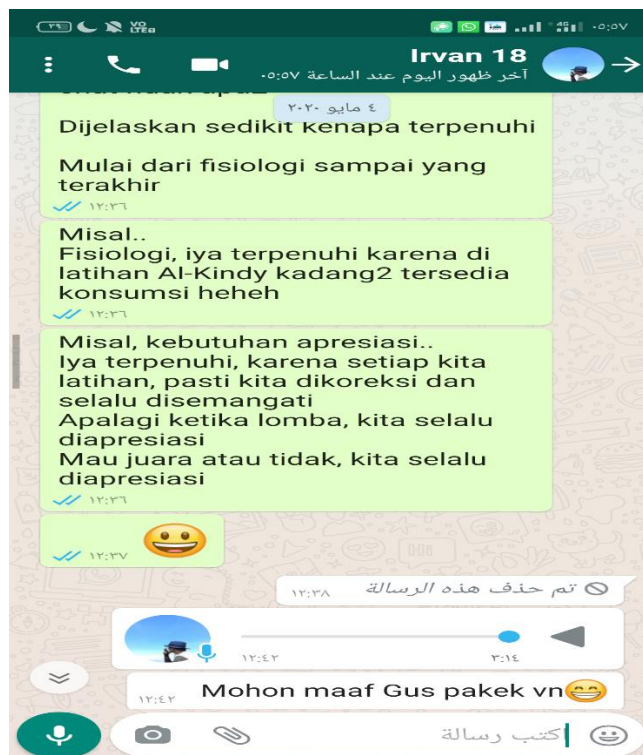 ٠٥:٥٧
Irvan 18
آخر ظهور اليوم عند الساعة ٠٥:٥٧
٤ مايو ٢٠٢٠
Dijelaskan sedikit kenapa terpenuhi
Mulai dari fisiologi sampai yang
terakhir
١٢:٣٦
Misal..
Fisiologi, iya terpenuhi karena di
latihan Al-Kindy kadang2 tersedia
konsumsi heheh
١٢:٣٦
Misal, kebutuhan apresiasi..
Iya terpenuhi, karena setiap kita
latihan, pasti kita dikoreksi dan
selalu disemangati
Apalagi ketika lomba, kita selalu
diapresiasi
Mau juara atau tidak, kita selalu
diapresiasi
١٢:٣٦
😀
١٢:٣٧
تم حذف هذه الرسالة
١٢:٣٨
٣:١٤
١٢:٤٢
Mohon maaf Gus pakek vn😁
١٢:٤٢
اكتب رسالة